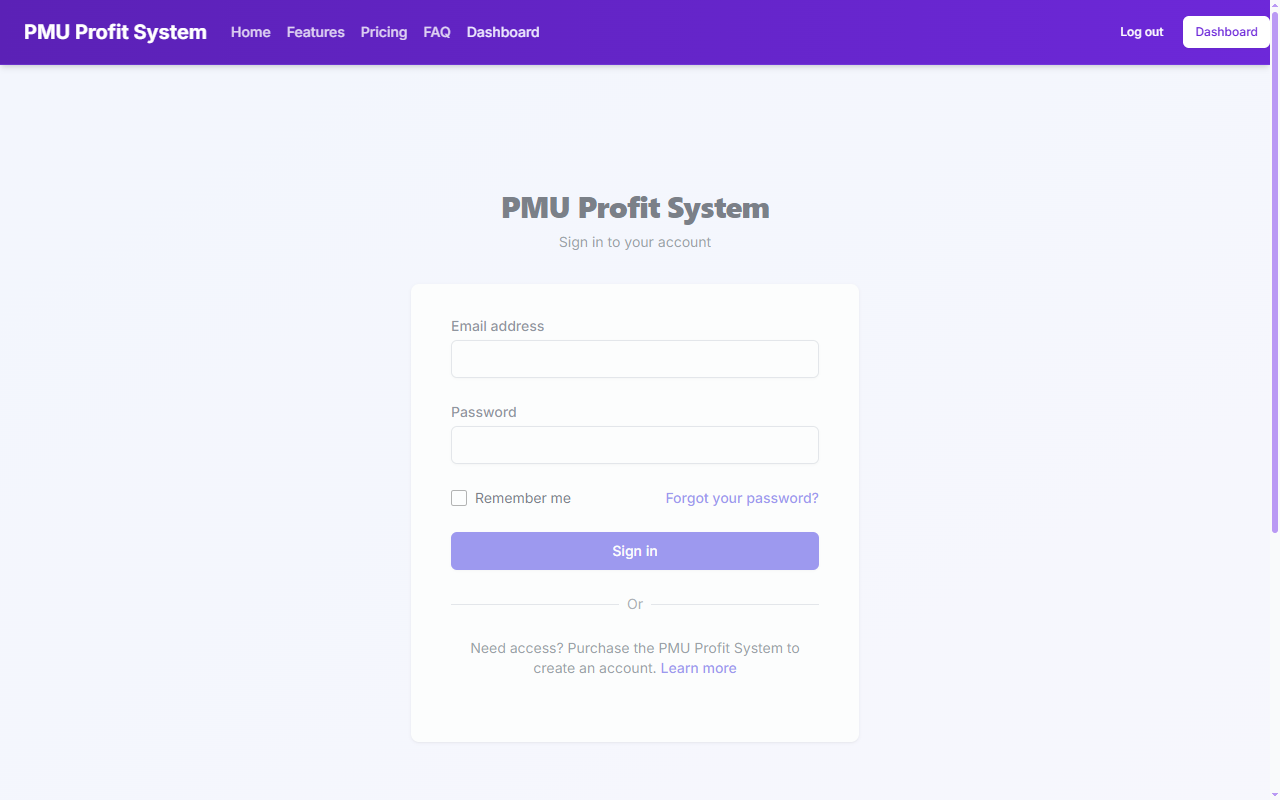 PMU Profit System Home Features Pricing FAQ Dashboard Log out Dashboard
PMU Profit System
Sign in to your account
Email address
Password
Remember me Forgot your password?
Sign in
Or
Need access? Purchase the PMU Profit System to
create an account. Learn more